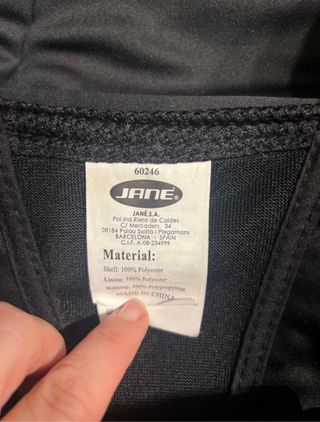 60246
JANÉ®
JANÉ,S.A.
Pol.Ind.Riera de Caldes
C/ Mercaders, 34
08184 Palau Solità i Plegamans
BARCELONA - SPAIN
C.I.F. A-08-234999
Material:
Shell: 100% Polyester
Lining: 100% Polyester
Webbing: 100% Polypropylene
MADE IN CHINA